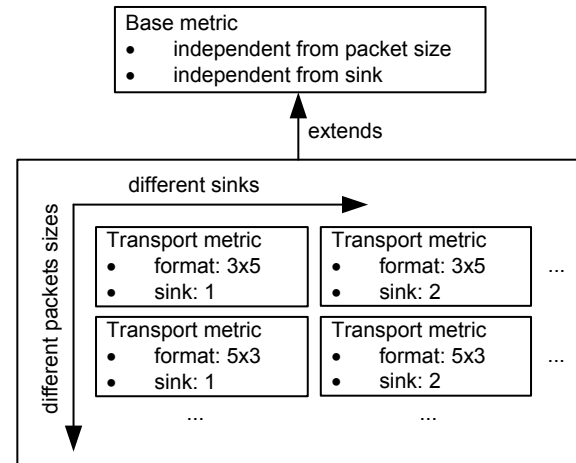 Base metric
• independent from packet size
• independent from sink
extends
different sinks
different packets sizes
Transport metric
• format: 3x5
• sink: 1
Transport metric
• format: 3x5
• sink: 2
...
Transport metric
• format: 5x3
• sink: 1
Transport metric
• format: 5x3
• sink: 2
...
...
...